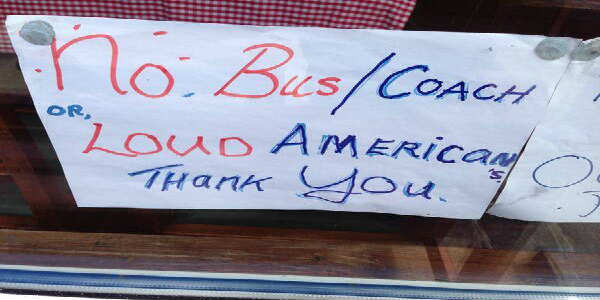 No. Bus/COACH
OR,
LOUD AMERICAN's.
THank You.